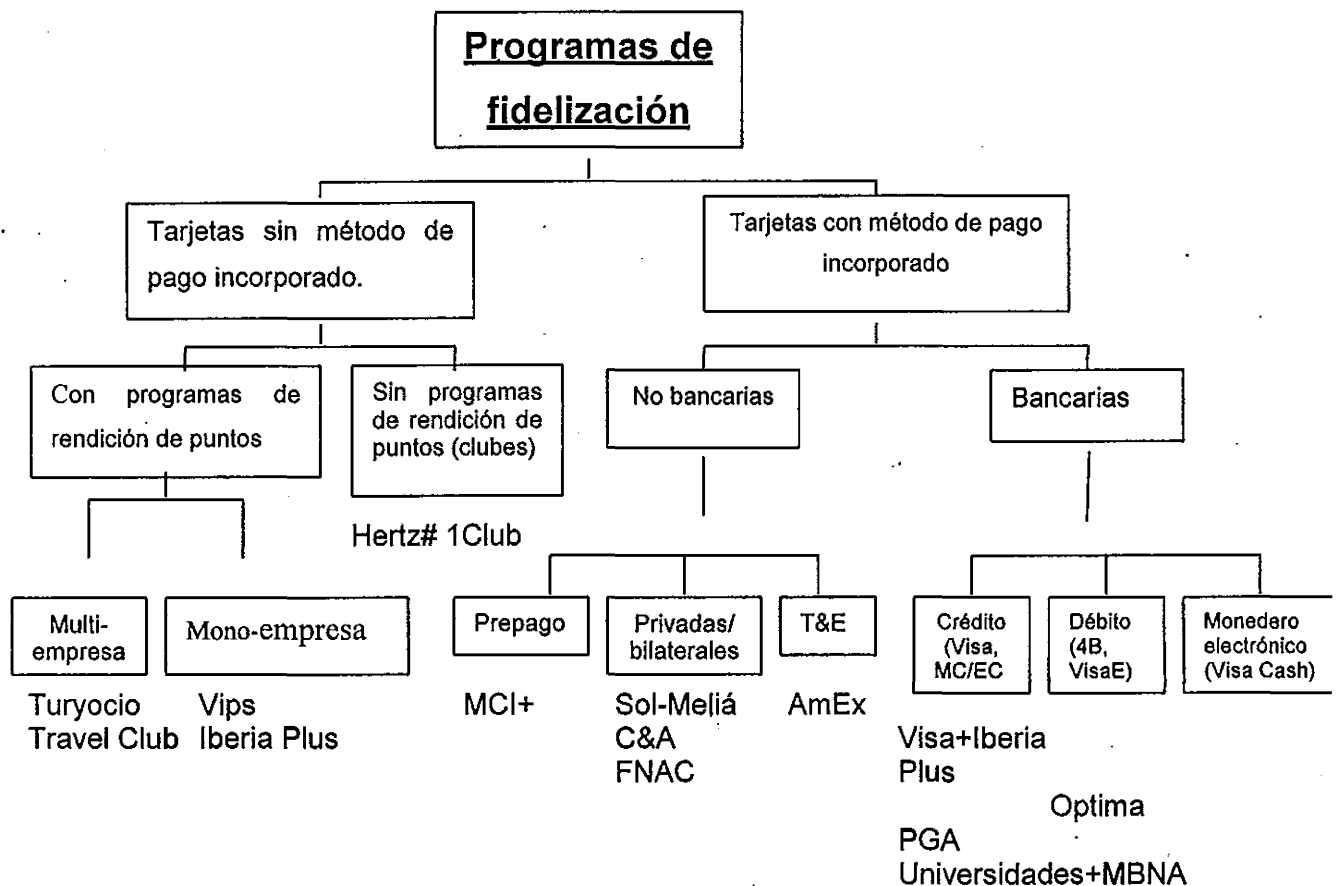 Programas de
fidelización
Tarjetas sin método de
pago incorporado.
Tarjetas con método de pago
incorporado
Con programas de
rendición de puntos
Sin programas
de rendición de
puntos (clubes)
No bancarias
Bancarias
Hertz# 1Club
Multi-
empresa
Mono-empresa
Prepago
Privadas/
bilaterales
T&E
Crédito
(Visa,
MC/EC
Débito
(4B,
VisaE)
Monedero
electrónico
(Visa Cash)
Turyocio
Travel Club
Vips
Iberia Plus
MCI+
Sol-Meliá
C&A
FNAC
AmEx
Visa+Iberia
Plus
Optima
PGA
Universidades+MBNA